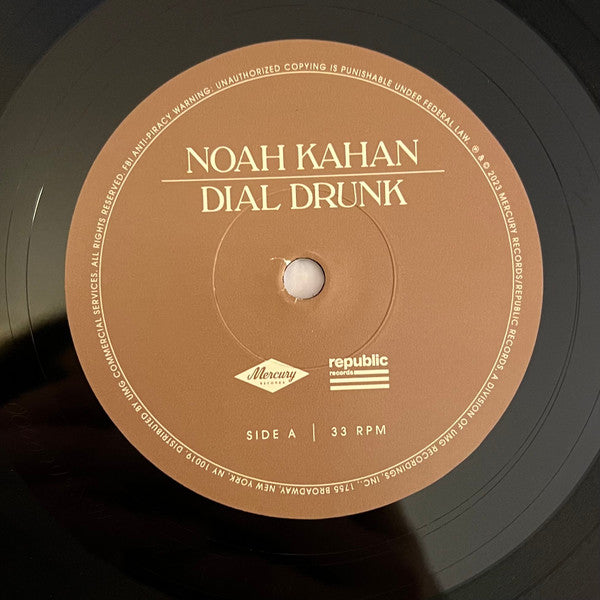 NOAH KAHAN
DIAL DRUNK
Mercury
RECORDS
republic
records
SIDE A | 33 RPM
℗ & © 2023 MERCURY RECORDS/REPUBLIC RECORDS, A DIVISION OF UMG RECORDINGS, INC., 1755 BROADWAY, NEW YORK, NY 10019. DISTRIBUTED BY UMG COMMERCIAL SERVICES. ALL RIGHTS RESERVED. FBI ANTI-PIRACY WARNING: UNAUTHORIZED COPYING IS PUNISHABLE UNDER FEDERAL LAW.